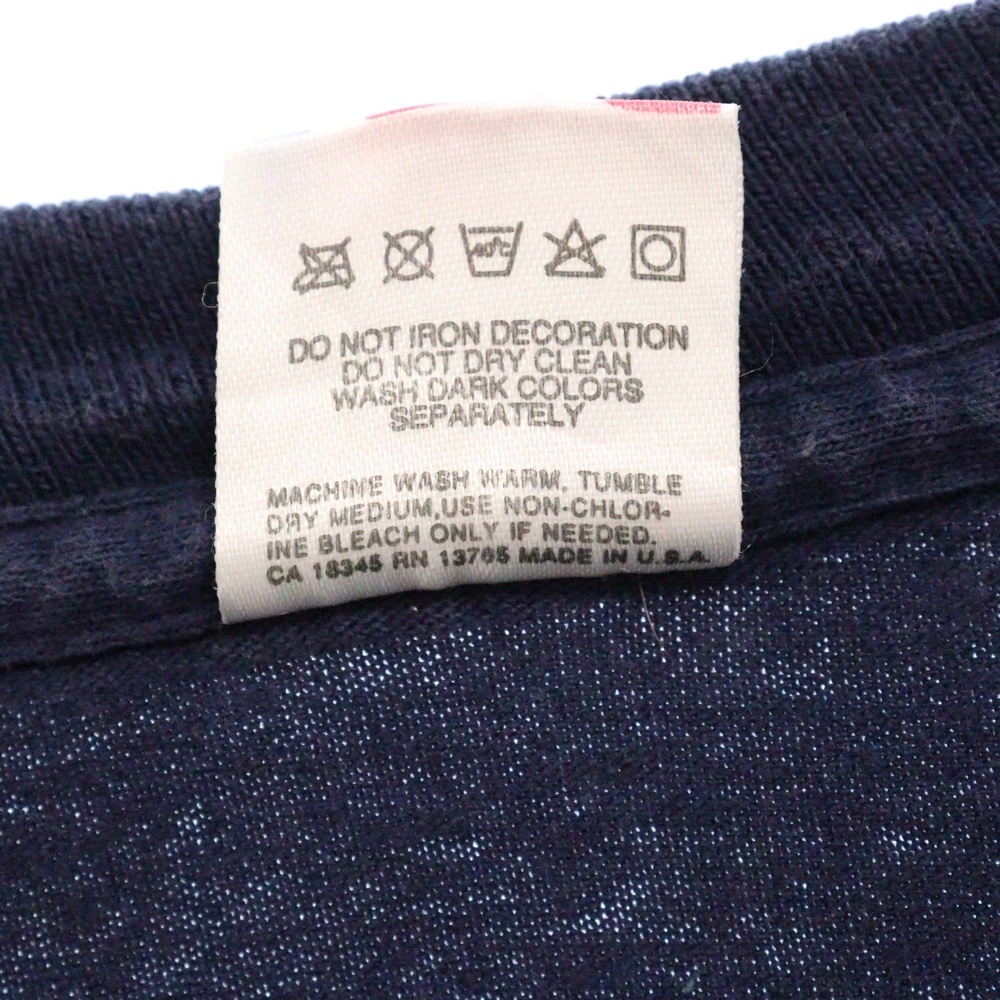 40°C
DO NOT IRON DECORATION
DO NOT DRY CLEAN
WASH DARK COLORS
SEPARATELY
MACHINE WASH WARM, TUMBLE
DRY MEDIUM,USE NON-CHLOR-
INE BLEACH ONLY IF NEEDED.
CA 18345 RN 13765 MADE IN U.S.A.